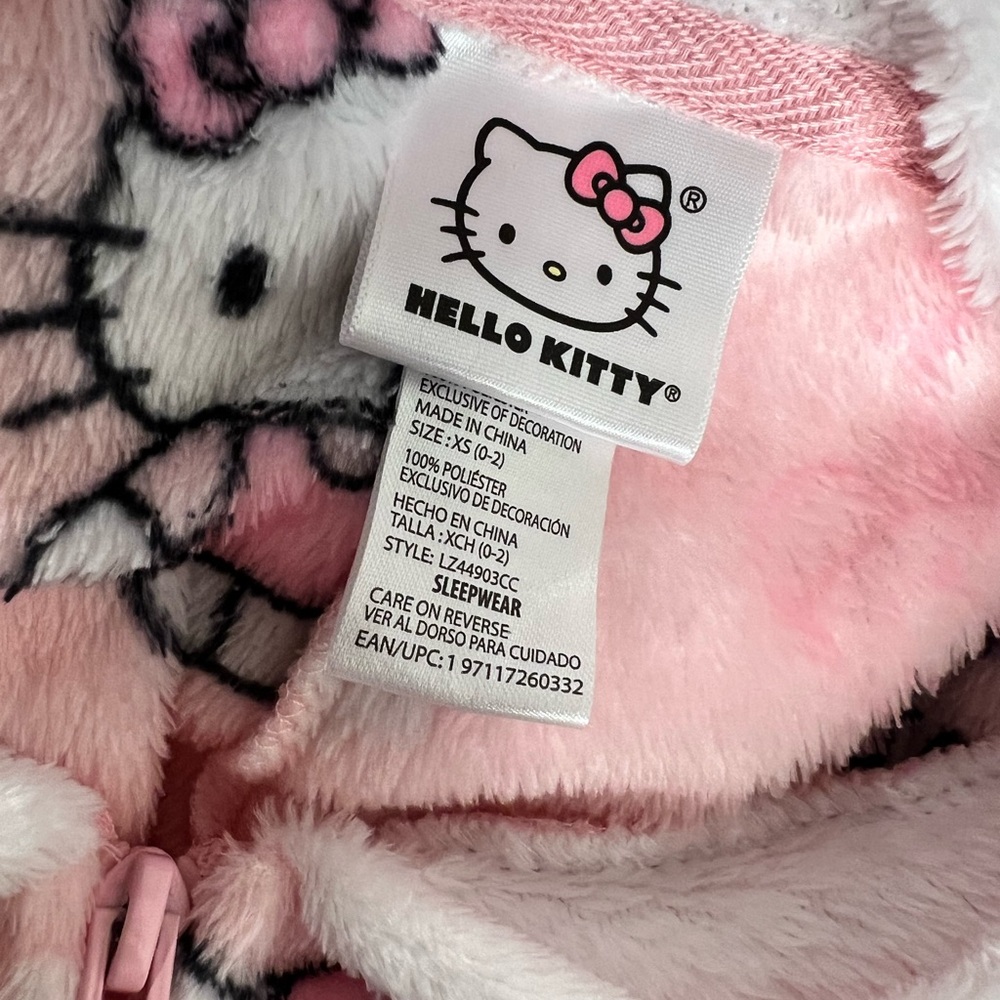 ®
HELLO KITTY®
EXCLUSIVE OF DECORATION
MADE IN CHINA
SIZE : XS (0-2)
100% POLIÉSTER
EXCLUSIVO DE DECORACIÓN
HECHO EN CHINA
TALLA : XCH (0-2)
STYLE: LZ44903CC
SLEEPWEAR
CARE ON REVERSE
VER AL DORSO PARA CUIDADO
EAN/UPC: 1 97117260332